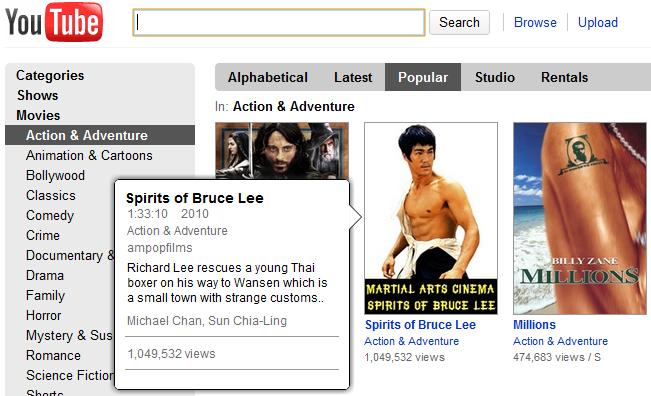 YouTube
Search
Browse
Upload
Categories
Shows
Movies
Action & Adventure
Animation & Cartoons
Bollywood
Classics
Comedy
Crime
Documentary &
Drama
Family
Horror
Mystery & Sus
Romance
Science Fiction
Shorts
Alphabetical
Latest
Popular
Studio
Rentals
In: Action & Adventure
Spirits of Bruce Lee
1:33:10 2010
Action & Adventure
ampopfilms
Richard Lee rescues a young Thai
boxer on his way to Wansen which is
a small town with strange customs..
Michael Chan, Sun Chia-Ling
1,049,532 views
MARTIAL ARTS CINEMA
SPIRITS OF BRUCE LEE
Spirits of Bruce Lee
Action & Adventure
1,049,532 views
BILLY ZANE
MILLIONS
Millions
Action & Adventure
474,683 views / S